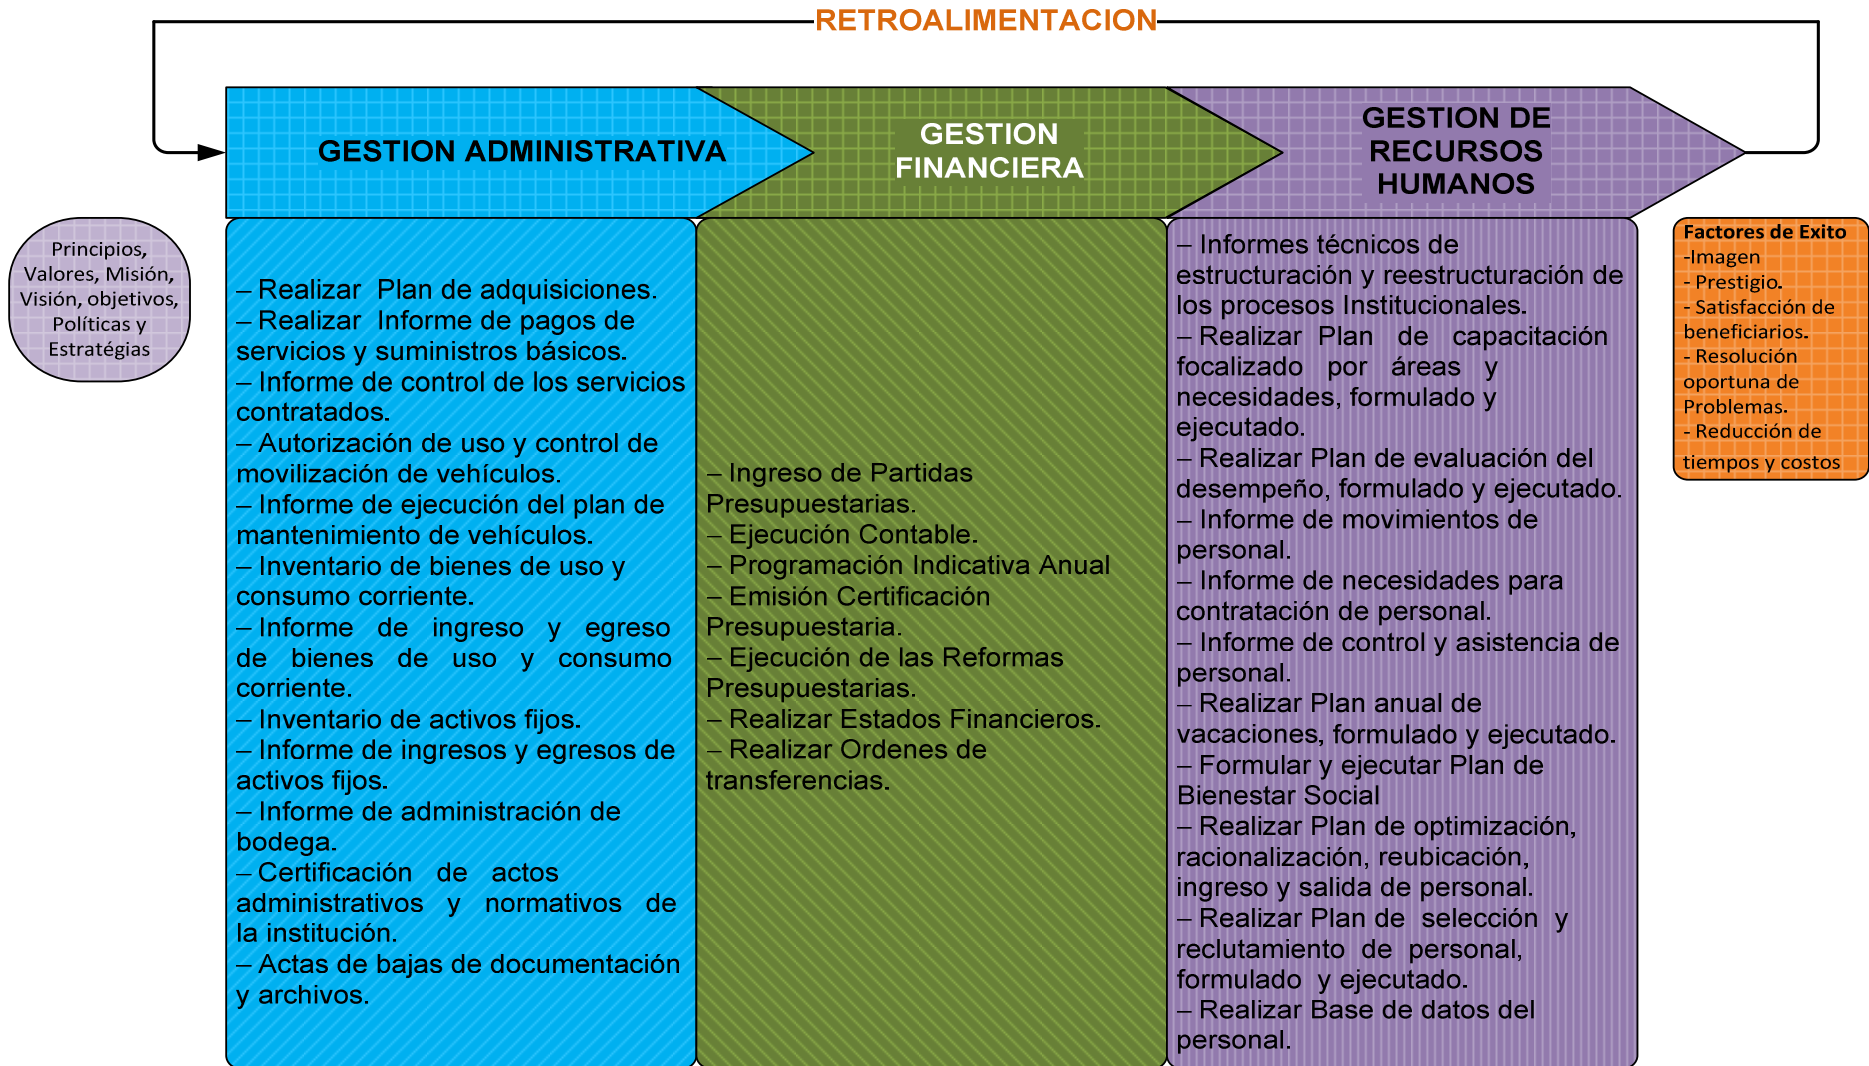 RETROALIMENTACION
GESTION ADMINISTRATIVA
GESTION
FINANCIERA
GESTION DE
RECURSOS
HUMANOS
Principios,
Valores, Misión,
Visión, objetivos,
Políticas y
Estratégias
– Realizar Plan de adquisiciones.
– Realizar Informe de pagos de
servicios y suministros básicos.
– Informe de control de los servicios
contratados.
– Autorización de uso y control de
movilización de vehículos.
– Informe de ejecución del plan de
mantenimiento de vehículos.
– Inventario de bienes de uso y
consumo corriente.
– Informe de ingreso y egreso
de bienes de uso y consumo
corriente.
– Inventario de activos fijos.
– Informe de ingresos y egresos de
activos fijos.
– Informe de administración de
bodega.
– Certificación de actos
administrativos y normativos de
la institución.
– Actas de bajas de documentación
y archivos.
– Ingreso de Partidas
Presupuestarias.
– Ejecución Contable.
– Programación Indicativa Anual
– Emisión Certificación
Presupuestaria.
– Ejecución de las Reformas
Presupuestarias.
– Realizar Estados Financieros.
– Realizar Ordenes de
transferencias.
– Informes técnicos de
estructuración y reestructuración de
los procesos Institucionales.
– Realizar Plan de capacitación
focalizado por áreas y
necesidades, formulado y
ejecutado.
– Realizar Plan de evaluación del
desempeño, formulado y ejecutado.
– Informe de movimientos de
personal.
– Informe de necesidades para
contratación de personal.
– Informe de control y asistencia de
personal.
– Realizar Plan anual de
vacaciones, formulado y ejecutado.
– Formular y ejecutar Plan de
Bienestar Social
– Realizar Plan de optimización,
racionalización, reubicación,
ingreso y salida de personal.
– Realizar Plan de selección y
reclutamiento de personal,
formulado y ejecutado.
– Realizar Base de datos del
personal.
Factores de Exito
-Imagen
- Prestigio.
- Satisfacción de
beneficiarios.
- Resolución
oportuna de
Problemas.
- Reducción de
tiempos y costos